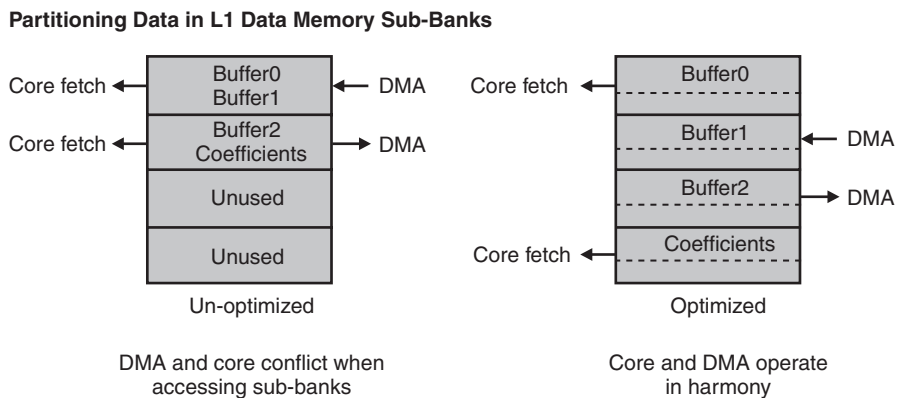 Partitioning Data in L1 Data Memory Sub-Banks
Core fetch
Buffer0
Buffer1
DMA
Core fetch
Buffer2
Coefficients
DMA
Unused
Unused
Un-optimized
DMA and core conflict when
accessing sub-banks
Core fetch
Buffer0
Buffer1
DMA
Buffer2
DMA
Core fetch
Coefficients
Optimized
Core and DMA operate
in harmony